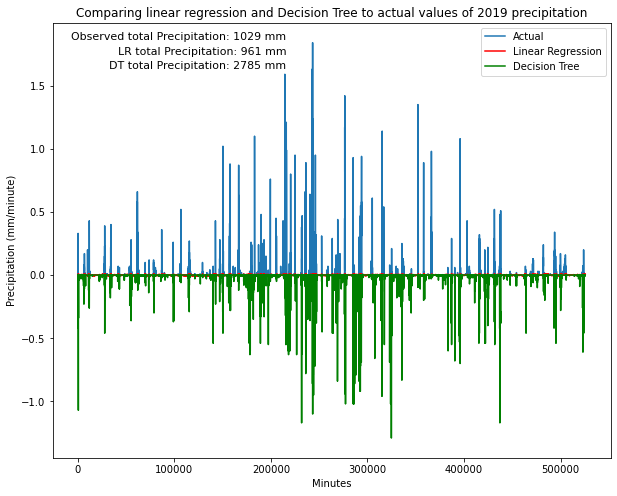 Comparing linear regression and Decision Tree to actual values of 2019 precipitation
Observed total Precipitation: 1029 mm
LR total Precipitation: 961 mm
DT total Precipitation: 2785 mm
Actual
Linear Regression
Decision Tree
Precipitation (mm/minute)
1.5
1.0
0.5
0.0
−0.5
−1.0
0 100000 200000 300000 400000 500000
Minutes